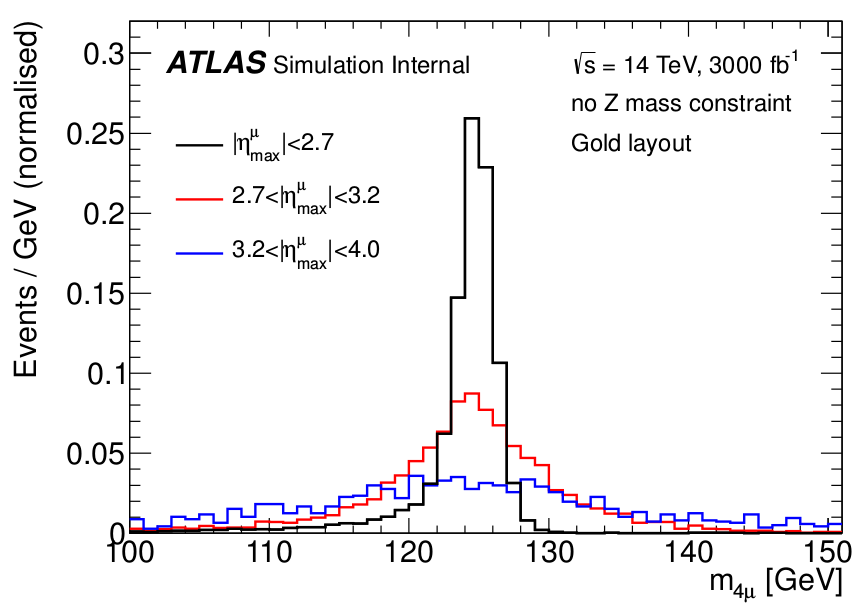 Events / GeV (normalised)
0.3
0.25
0.2
0.15
0.1
0.05
0
ATLAS Simulation Internal
√s = 14 TeV, 3000 fb⁻¹
no Z mass constraint
Gold layout
|η^μ_max|<2.7
2.7<|η^μ_max|<3.2
3.2<|η^μ_max|<4.0
100 110 120 130 140 150
m_4μ [GeV]